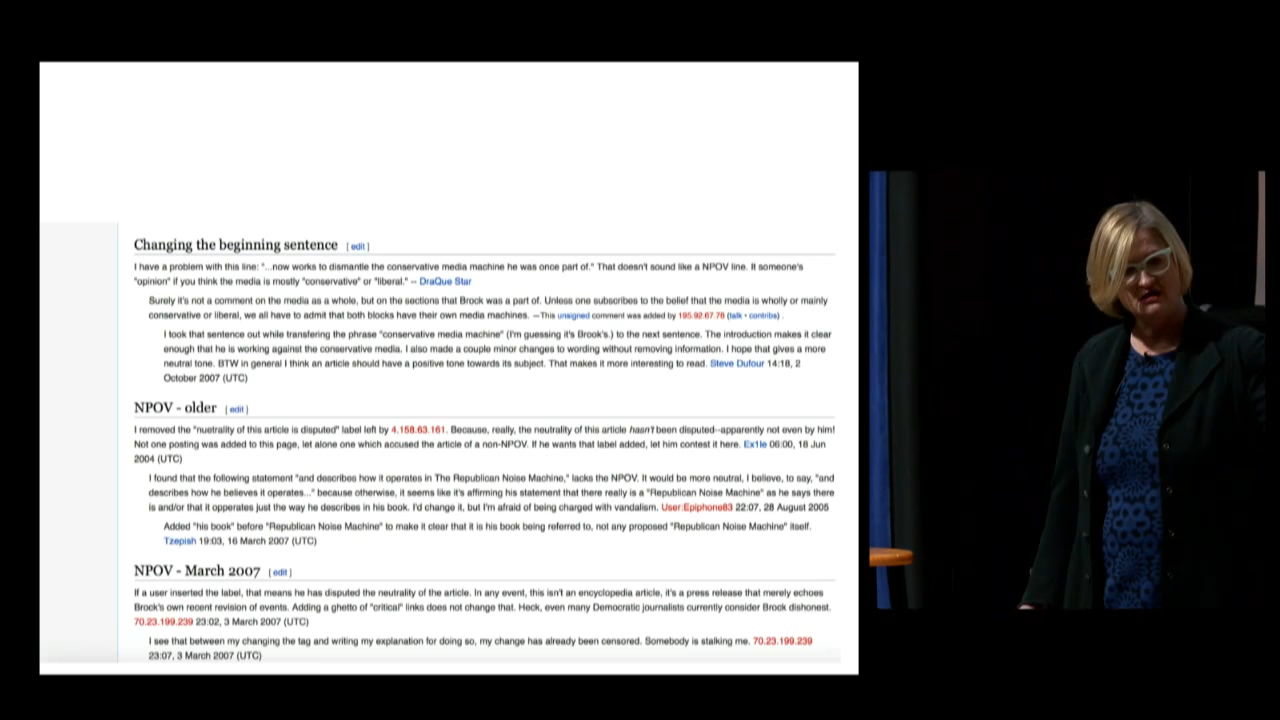 Changing the beginning sentence [ edit ]
I have a problem with this line: "...now works to dismantle the conservative media machine he was once part of." That doesn't sound like a NPOV line. It someone's
"opinion" if you think the media is mostly "conservative" or "liberal." -- DraQue Star
Surely it's not a comment on the media as a whole, but on the sections that Brock was a part of. Unless one subscribes to the belief that the media is wholly or mainly
conservative or liberal, we all have to admit that both blocks have their own media machines. —This unsigned comment was added by 195.92.67.78 (talk • contribs) .
I took that sentence out while transfering the phrase "conservative media machine" (I'm guessing it's Brock's.) to the next sentence. The introduction makes it clear
enough that he is working against the conservative media. I also made a couple minor changes to wording without removing information. I hope that gives a more
neutral tone. BTW in general I think an article should have a positive tone towards its subject. That makes it more interesting to read. Steve Dufour 14:18, 2
October 2007 (UTC)
NPOV - older [ edit ]
I removed the "nuetrality of this article is disputed" label left by 4.158.63.161. Because, really, the neutrality of this article hasn't been disputed--apparently not even by him!
Not one posting was added to this page, let alone one which accused the article of a non-NPOV. If he wants that label added, let him contest it here. Ex1le 06:00, 18 Jun
2004 (UTC)
I found that the following statement "and describes how it operates in The Republican Noise Machine," lacks the NPOV. It would be more neutral, I believe, to say, "and
describes how he believes it operates..." because otherwise, it seems like it's affirming his statement that there really is a "Republican Noise Machine" as he says there
is and/or that it opperates just the way he describes in his book. I'd change it, but I'm afraid of being charged with vandalism. User:Epiphone83 22:07, 28 August 2005
Added "his book" before "Republican Noise Machine" to make it clear that it is his book being referred to, not any proposed "Republican Noise Machine" itself.
Tzepish 19:03, 16 March 2007 (UTC)
NPOV - March 2007 [ edit ]
If a user inserted the label, that means he has disputed the neutrality of the article. In any event, this isn't an encyclopedia article, it's a press release that merely echoes
Brock's own recent revision of events. Adding a ghetto of "critical" links does not change that. Heck, even many Democratic journalists currently consider Brock dishonest.
70.23.199.239 23:02, 3 March 2007 (UTC)
I see that between my changing the tag and writing my explanation for doing so, my change has already been censored. Somebody is stalking me. 70.23.199.239
23:07, 3 March 2007 (UTC)